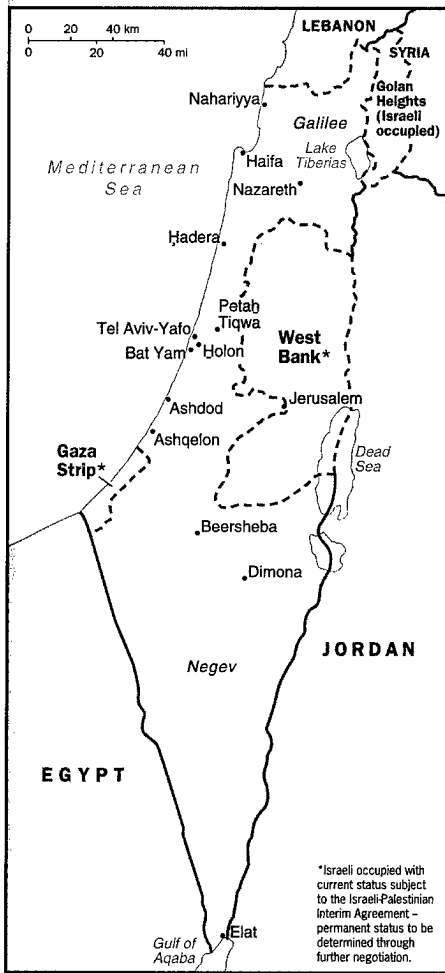 LEBANON
0 20 40 km
0 20 40 mi
SYRIA
Golan
Heights
(Israeli
occupied)
Nahariyya
Galilee
Lake
Tiberias
Mediterranean
Sea
Haifa
Nazareth
Ḥadera
Petaḥ
Tiqwa
Tel Aviv-Yafo
Bat Yam
Ḥolon
West
Bank*
Jerusalem
Ashdod
Ashqelon
Gaza
Strip*
Dead
Sea
Beersheba
Dimona
Negev
JORDAN
EGYPT
*Israeli occupied with
current status subject
to the Israeli-Palestinian
Interim Agreement –
permanent status to be
determined through
further negotiation.
Elat
Gulf of
Aqaba